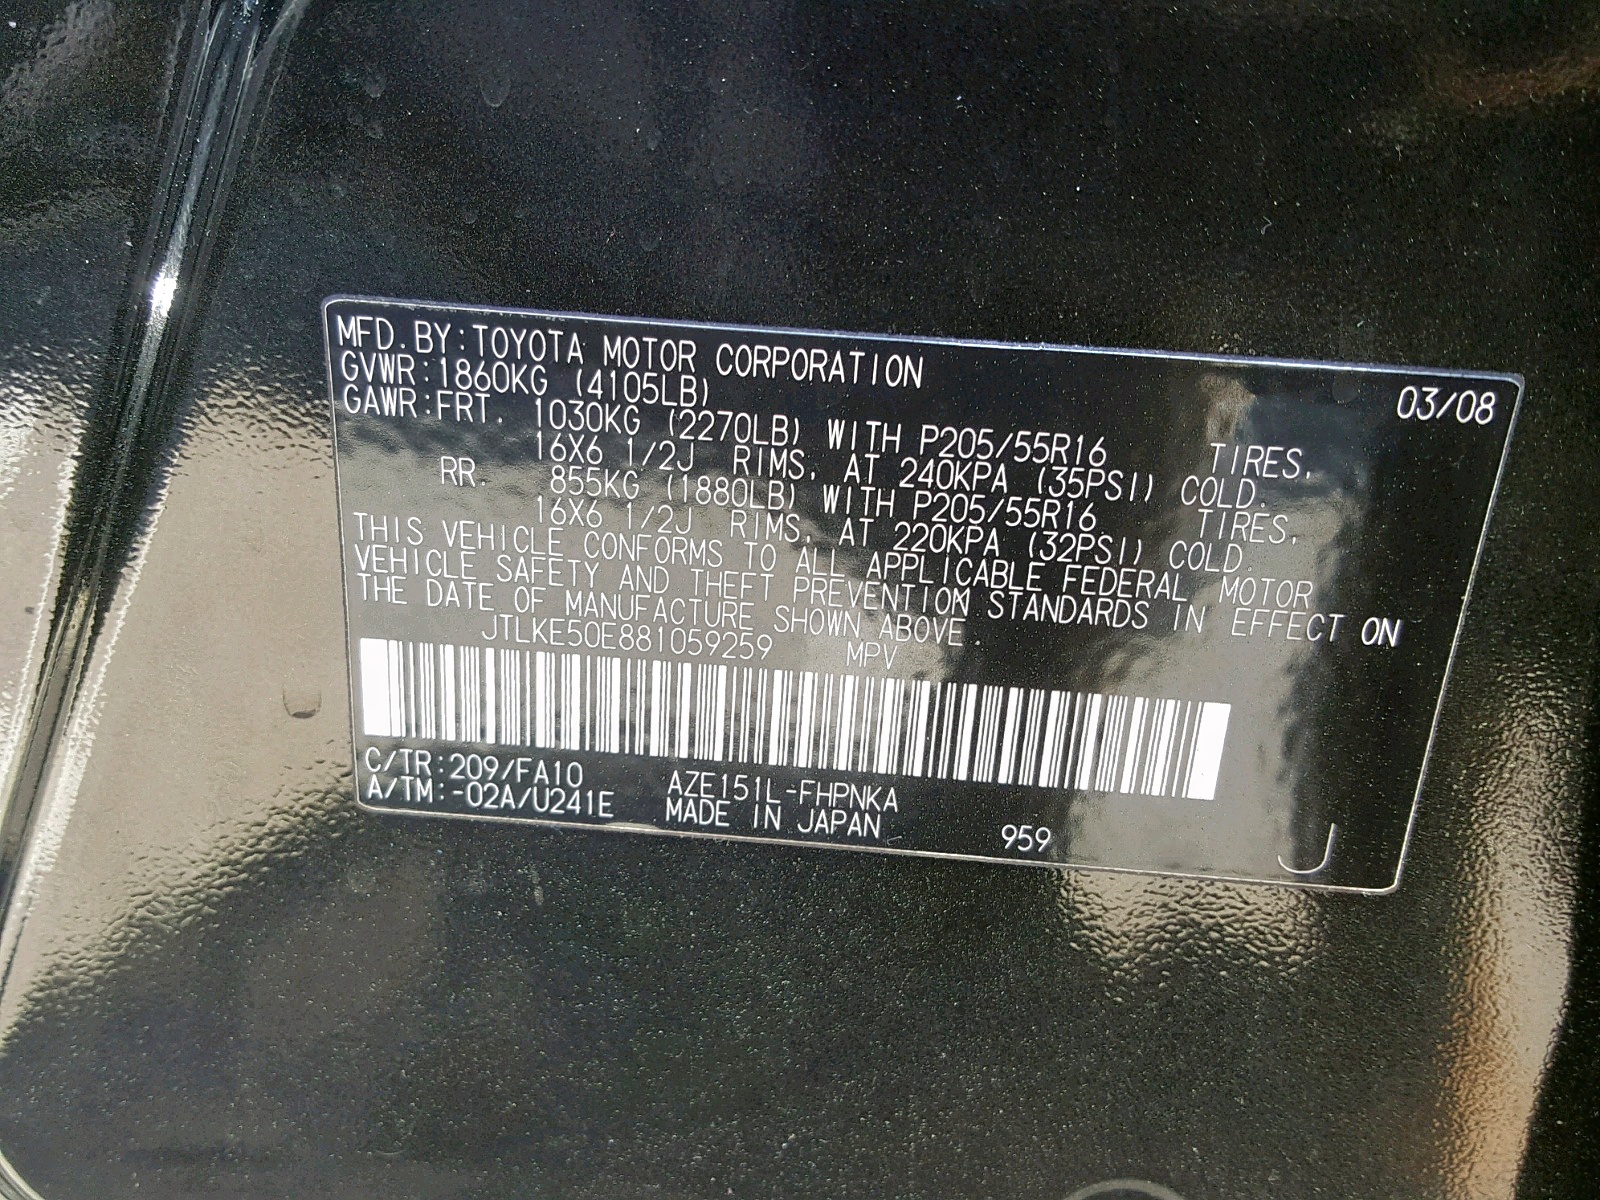 MFD.BY:TOYOTA MOTOR CORPORATION 03/08
GVWR:1860KG (4105LB)
GAWR:FRT. 1030KG (2270LB) WITH P205/55R16 TIRES,
16X6 1/2J RIMS, AT 240KPA (35PSI) COLD.
RR. 855KG (1880LB) WITH P205/55R16 TIRES,
16X6 1/2J RIMS, AT 220KPA (32PSI) COLD.
THIS VEHICLE CONFORMS TO ALL APPLICABLE FEDERAL MOTOR
VEHICLE SAFETY AND THEFT PREVENTION STANDARDS IN EFFECT ON
THE DATE OF MANUFACTURE SHOWN ABOVE.
JTLKE50E881059259 MPV
C/TR:209/FA10 AZE151L-FHPNKA
A/TM:-02A/U241E MADE IN JAPAN 959 J